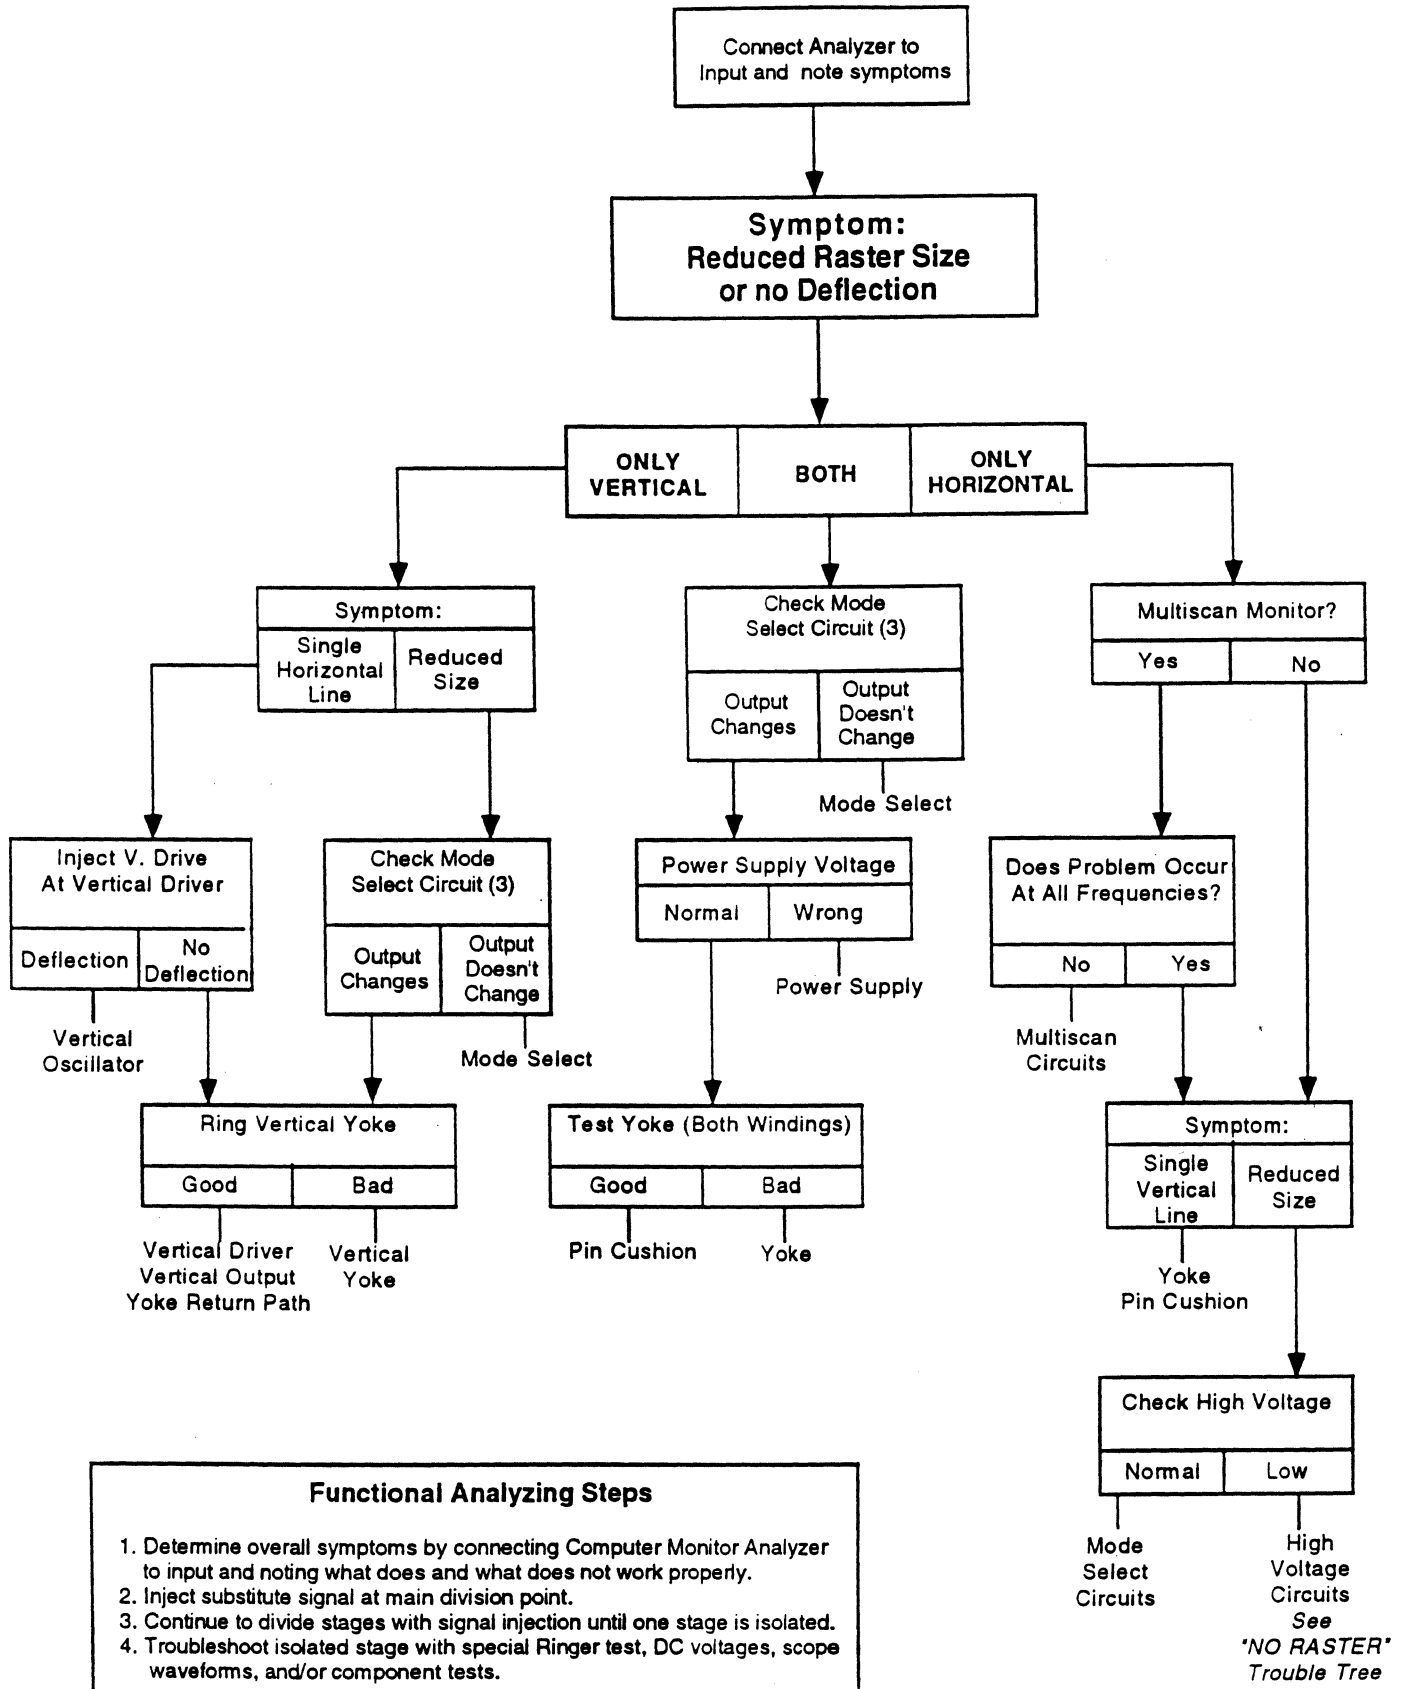 Connect Analyzer to
Input and note symptoms
Symptom:
Reduced Raster Size
or no Deflection
ONLY
VERTICAL
BOTH
ONLY
HORIZONTAL
Symptom:
Single
Horizontal
Line
Reduced
Size
Check Mode
Select Circuit (3)
Output
Changes
Output
Doesn't
Change
Mode Select
Multiscan Monitor?
Yes
No
Inject V. Drive
At Vertical Driver
Deflection
No
Deflection
Vertical
Oscillator
Check Mode
Select Circuit (3)
Output
Changes
Output
Doesn't
Change
Mode Select
Power Supply Voltage
Normal
Wrong
Power Supply
Does Problem Occur
At All Frequencies?
No
Yes
Multiscan
Circuits
Ring Vertical Yoke
Good
Bad
Vertical Driver
Vertical Output
Yoke Return Path
Vertical
Yoke
Test Yoke (Both Windings)
Good
Bad
Pin Cushion
Yoke
Symptom:
Single
Vertical
Line
Reduced
Size
Yoke
Pin Cushion
Check High Voltage
Normal
Low
Mode
Select
Circuits
High
Voltage
Circuits
See
"NO RASTER"
Trouble Tree
Functional Analyzing Steps
1. Determine overall symptoms by connecting Computer Monitor Analyzer
to input and noting what does and what does not work properly.
2. Inject substitute signal at main division point.
3. Continue to divide stages with signal injection until one stage is isolated.
4. Troubleshoot isolated stage with special Ringer test, DC voltages, scope
waveforms, and/or component tests.